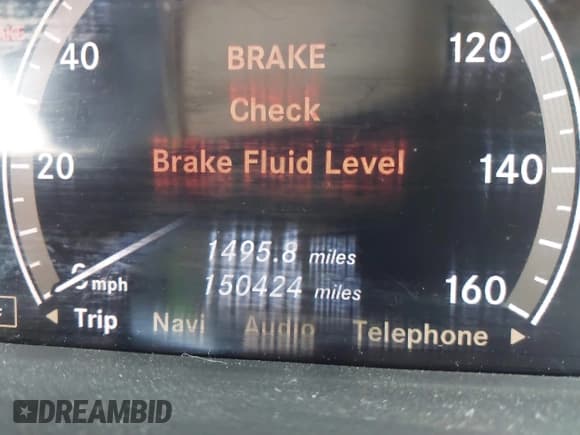 40
120
BRAKE
Check
Brake Fluid Level
20
140
1495.8 miles
150424 miles
mph
160
Trip Navi Audio Telephone
DREAMBID